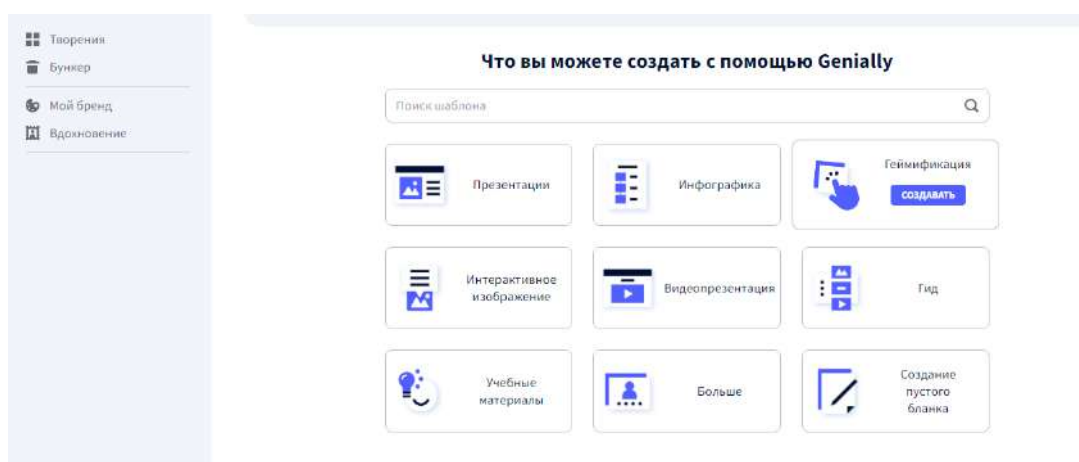 Творения
Бункер
Мой бренд
Вдохновение
Что вы можете создать с помощью Genially
Поиск шаблона
Презентации
Инфографика
Геймификация
СОЗДАВАТЬ
Интерактивное
изображение
Видеопрезентация
Гид
Учебные
материалы
Больше
Создание
пустого
бланка